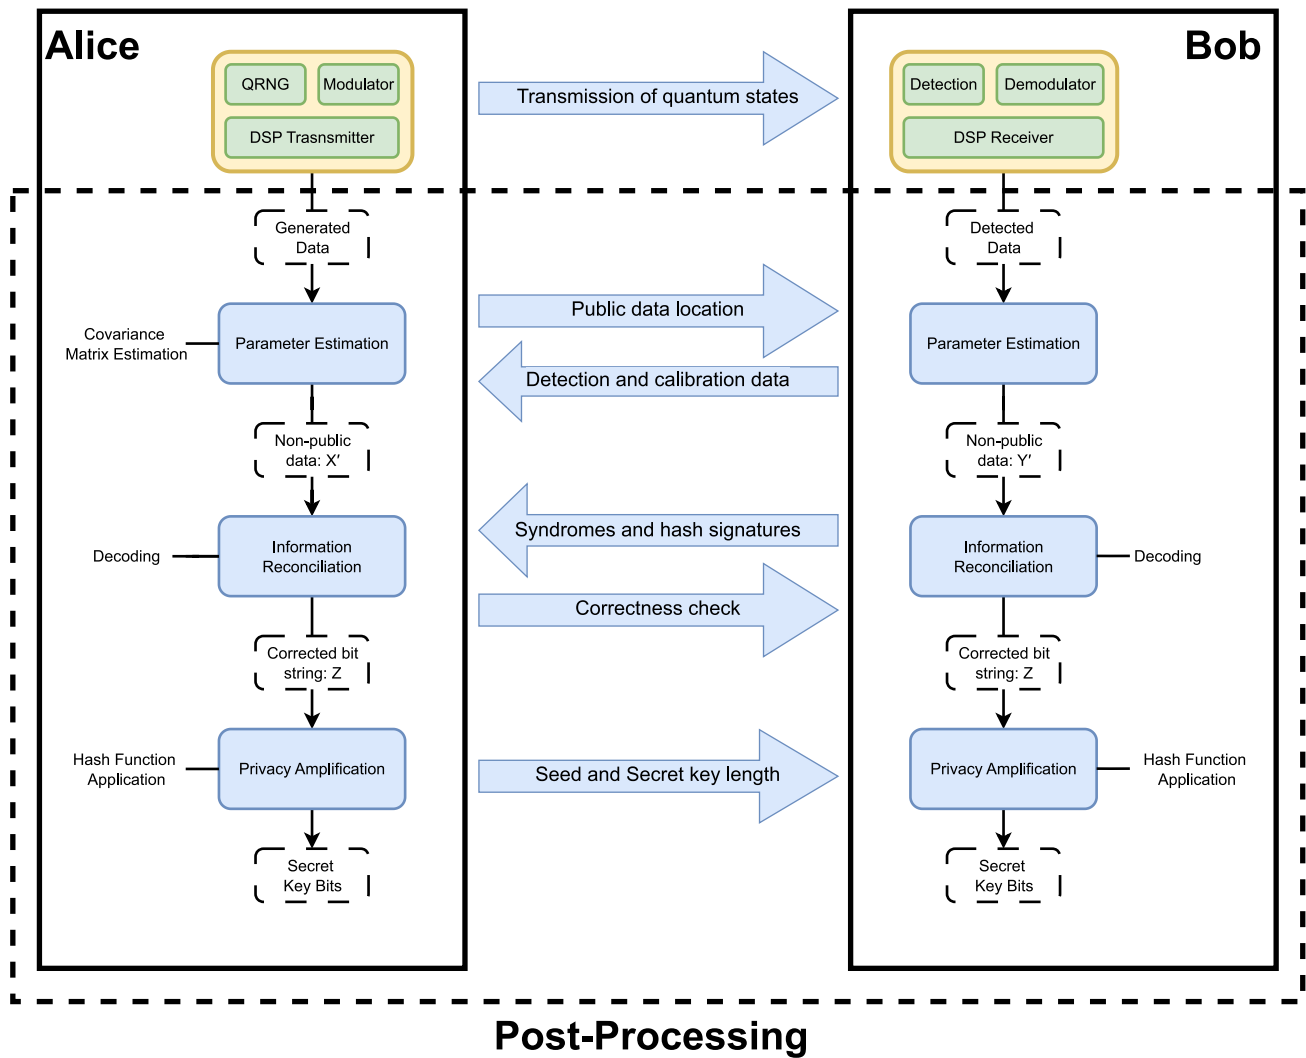 Alice
Bob
QRNG
Modulator
DSP Trasnsmitter
Transmission of quantum states
Detection
Demodulator
DSP Receiver
Generated
Data
Detected
Data
Public data location
Covariance
Matrix Estimation
Parameter Estimation
Parameter Estimation
Detection and calibration data
Non-public
data: X'
Non-public
data: Y'
Syndromes and hash signatures
Decoding
Information
Reconciliation
Information
Reconciliation
Decoding
Correctness check
Corrected bit
string: Z
Corrected bit
string: Z
Hash Function
Application
Privacy Amplification
Seed and Secret key length
Privacy Amplification
Hash Function
Application
Secret
Key Bits
Secret
Key Bits
Post-Processing